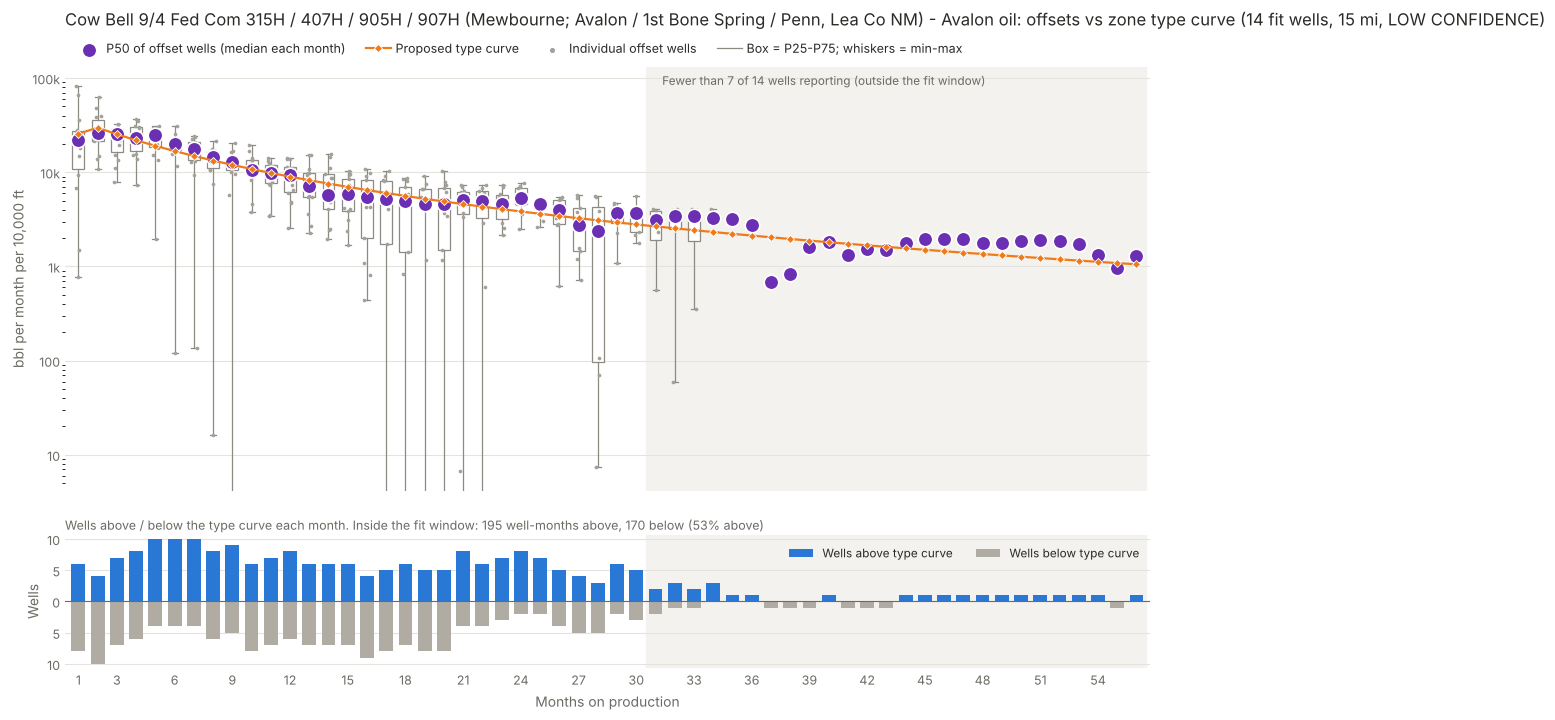 Cow Bell 9/4 Fed Com 315H / 407H / 905H / 907H (Mewbourne; Avalon / 1st Bone Spring / Penn, Lea Co NM) - Avalon oil: offsets vs zone type curve (14 fit wells, 15 mi, LOW CONFIDENCE)
P50 of offset wells (median each month) Proposed type curve Individual offset wells Box = P25-P75; whiskers = min-max
Fewer than 7 of 14 wells reporting (outside the fit window)
100k
10k
1k
100
10
bbl per month per 10,000 ft
Wells above / below the type curve each month. Inside the fit window: 195 well-months above, 170 below (53% above)
Wells above type curve Wells below type curve
10
5
0
5
10
Wells
1 3 6 9 12 15 18 21 24 27 30 33 36 39 42 45 48 51 54
Months on production